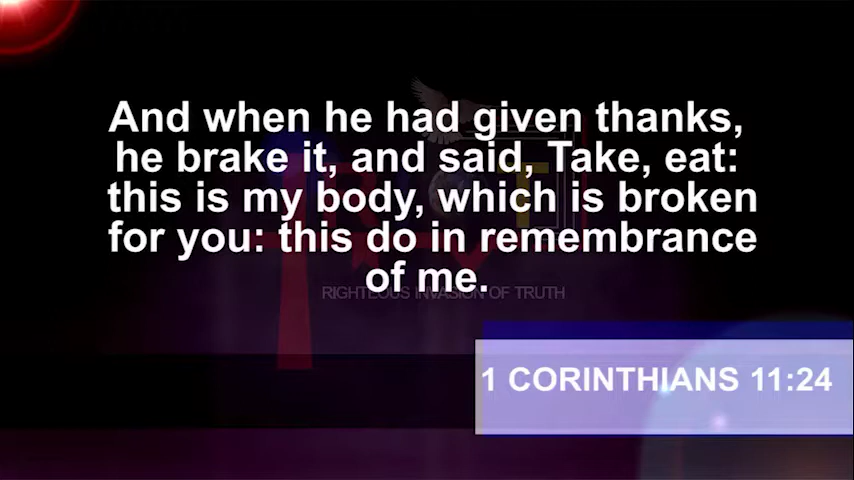 And when he had given thanks,
he brake it, and said, Take, eat:
this is my body, which is broken
for you: this do in remembrance
of me.
RIGHTEOUS INVASION OF TRUTH
1 CORINTHIANS 11:24